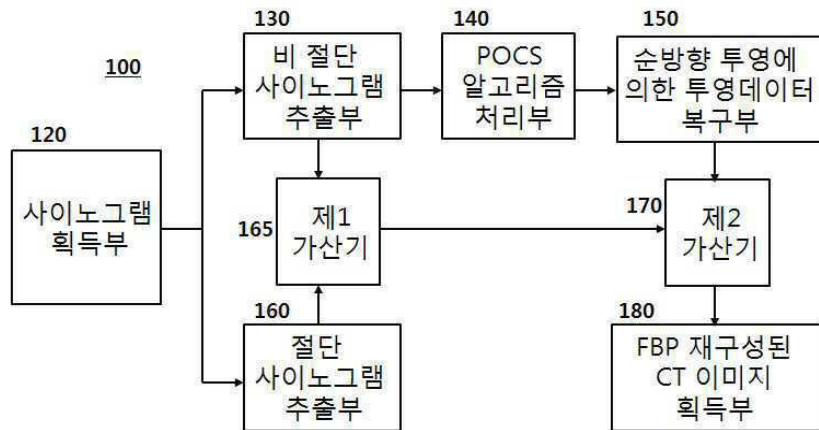 100
120
사이노그램
획득부
130
비 절단
사이노그램
추출부
140
POCS
알고리즘
처리부
150
순방향 투영에
의한 투영데이터
복구부
165
제1
가산기
170
제2
가산기
160
절단
사이노그램
추출부
180
FBP 재구성된
CT 이미지
획득부